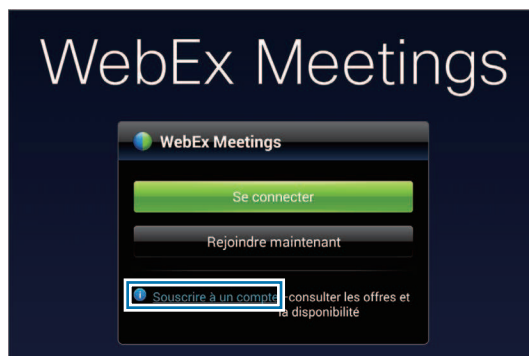 WebEx Meetings
WebEx Meetings
Se connecter
Rejoindre maintenant
Souscrire à un compte -consulter les offres et
la disponibilité